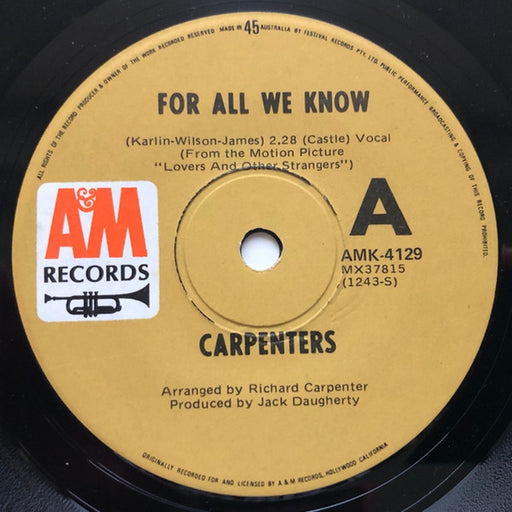 ALL RIGHTS OF THE RECORD PRODUCER & OWNER OF THE WORK RECORDED RESERVED MADE IN 45 AUSTRALIA BY FESTIVAL RECORDS PTY. LTD. PUBLIC PERFORMANCE BROADCASTING & COPYING OF THIS RECORD PROHIBITED.
FOR ALL WE KNOW
(Karlin-Wilson-James) 2.28 (Castle) Vocal
(From the Motion Picture
"Lovers And Other Strangers")
A&M
RECORDS
A
AMK-4129
MX37815
(1243-S)
CARPENTERS
Arranged by Richard Carpenter
Produced by Jack Daugherty
ORIGINALLY RECORDED BY AND LICENSED BY A & M RECORDS, HOLLYWOOD CALIFORNIA